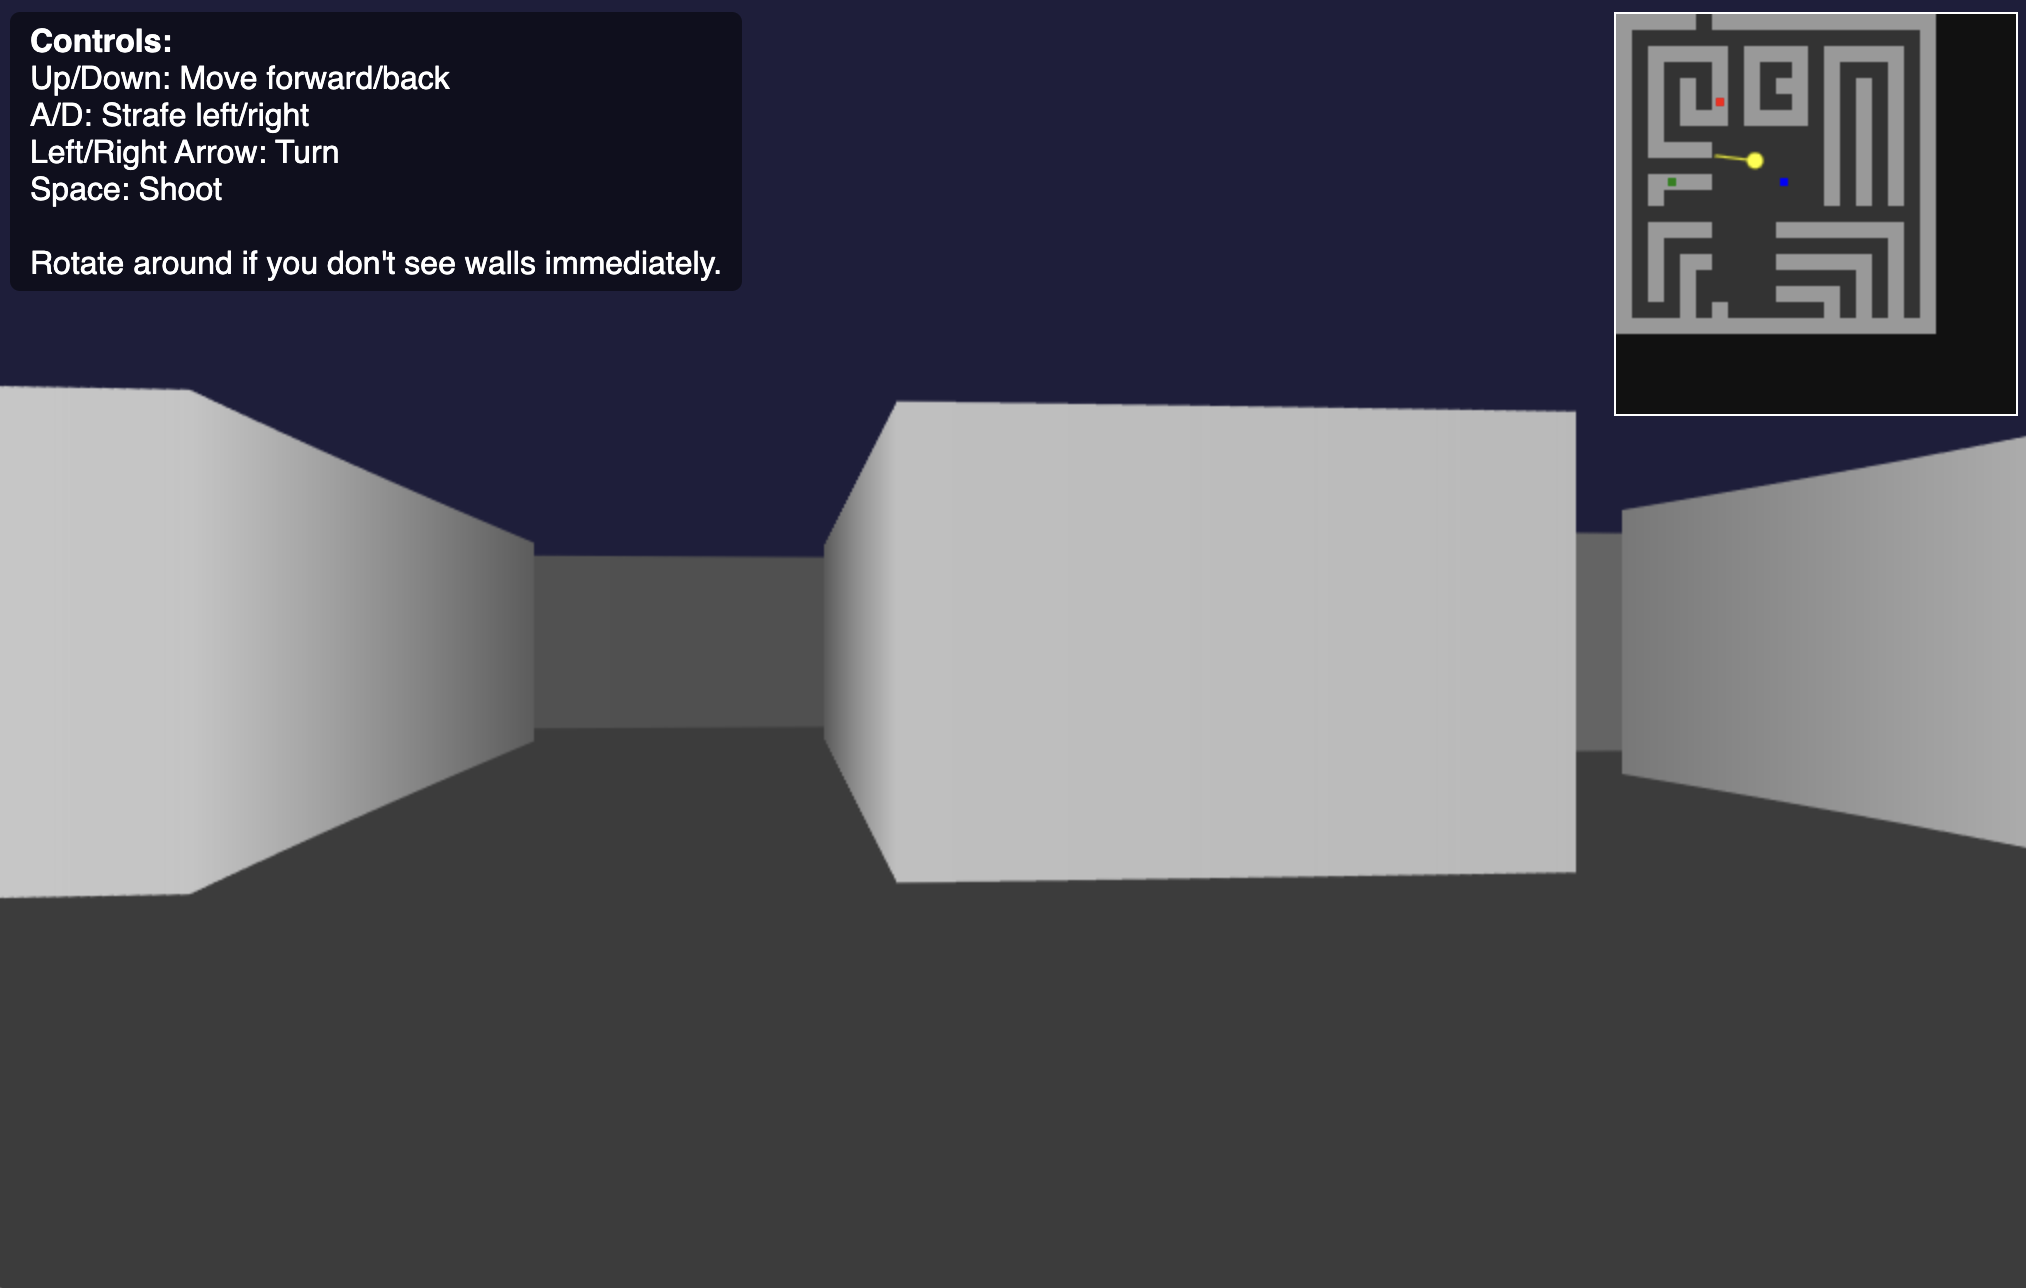 Controls:
Up/Down: Move forward/back
A/D: Strafe left/right
Left/Right Arrow: Turn
Space: Shoot
Rotate around if you don't see walls immediately.